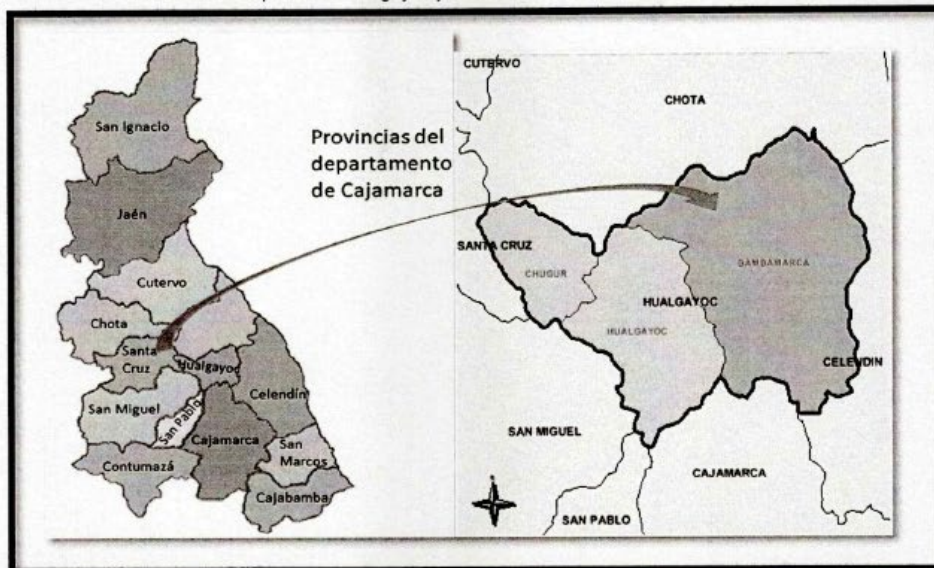 Provincias del
departamento
de Cajamarca
San Ignacio
Jaén
Cutervo
Chota
Santa
Cruz
Hualgayoc
Celendín
San Miguel
San Pablo
Cajamarca
San
Marcos
Contumazá
Cajabamba
CUTERVO
CHOTA
SANTA CRUZ
CHUGUR
BAMBAMARCA
HUALGAYOC
HUALGAYOC
CELENDIN
SAN MIGUEL
CAJAMARCA
SAN PABLO